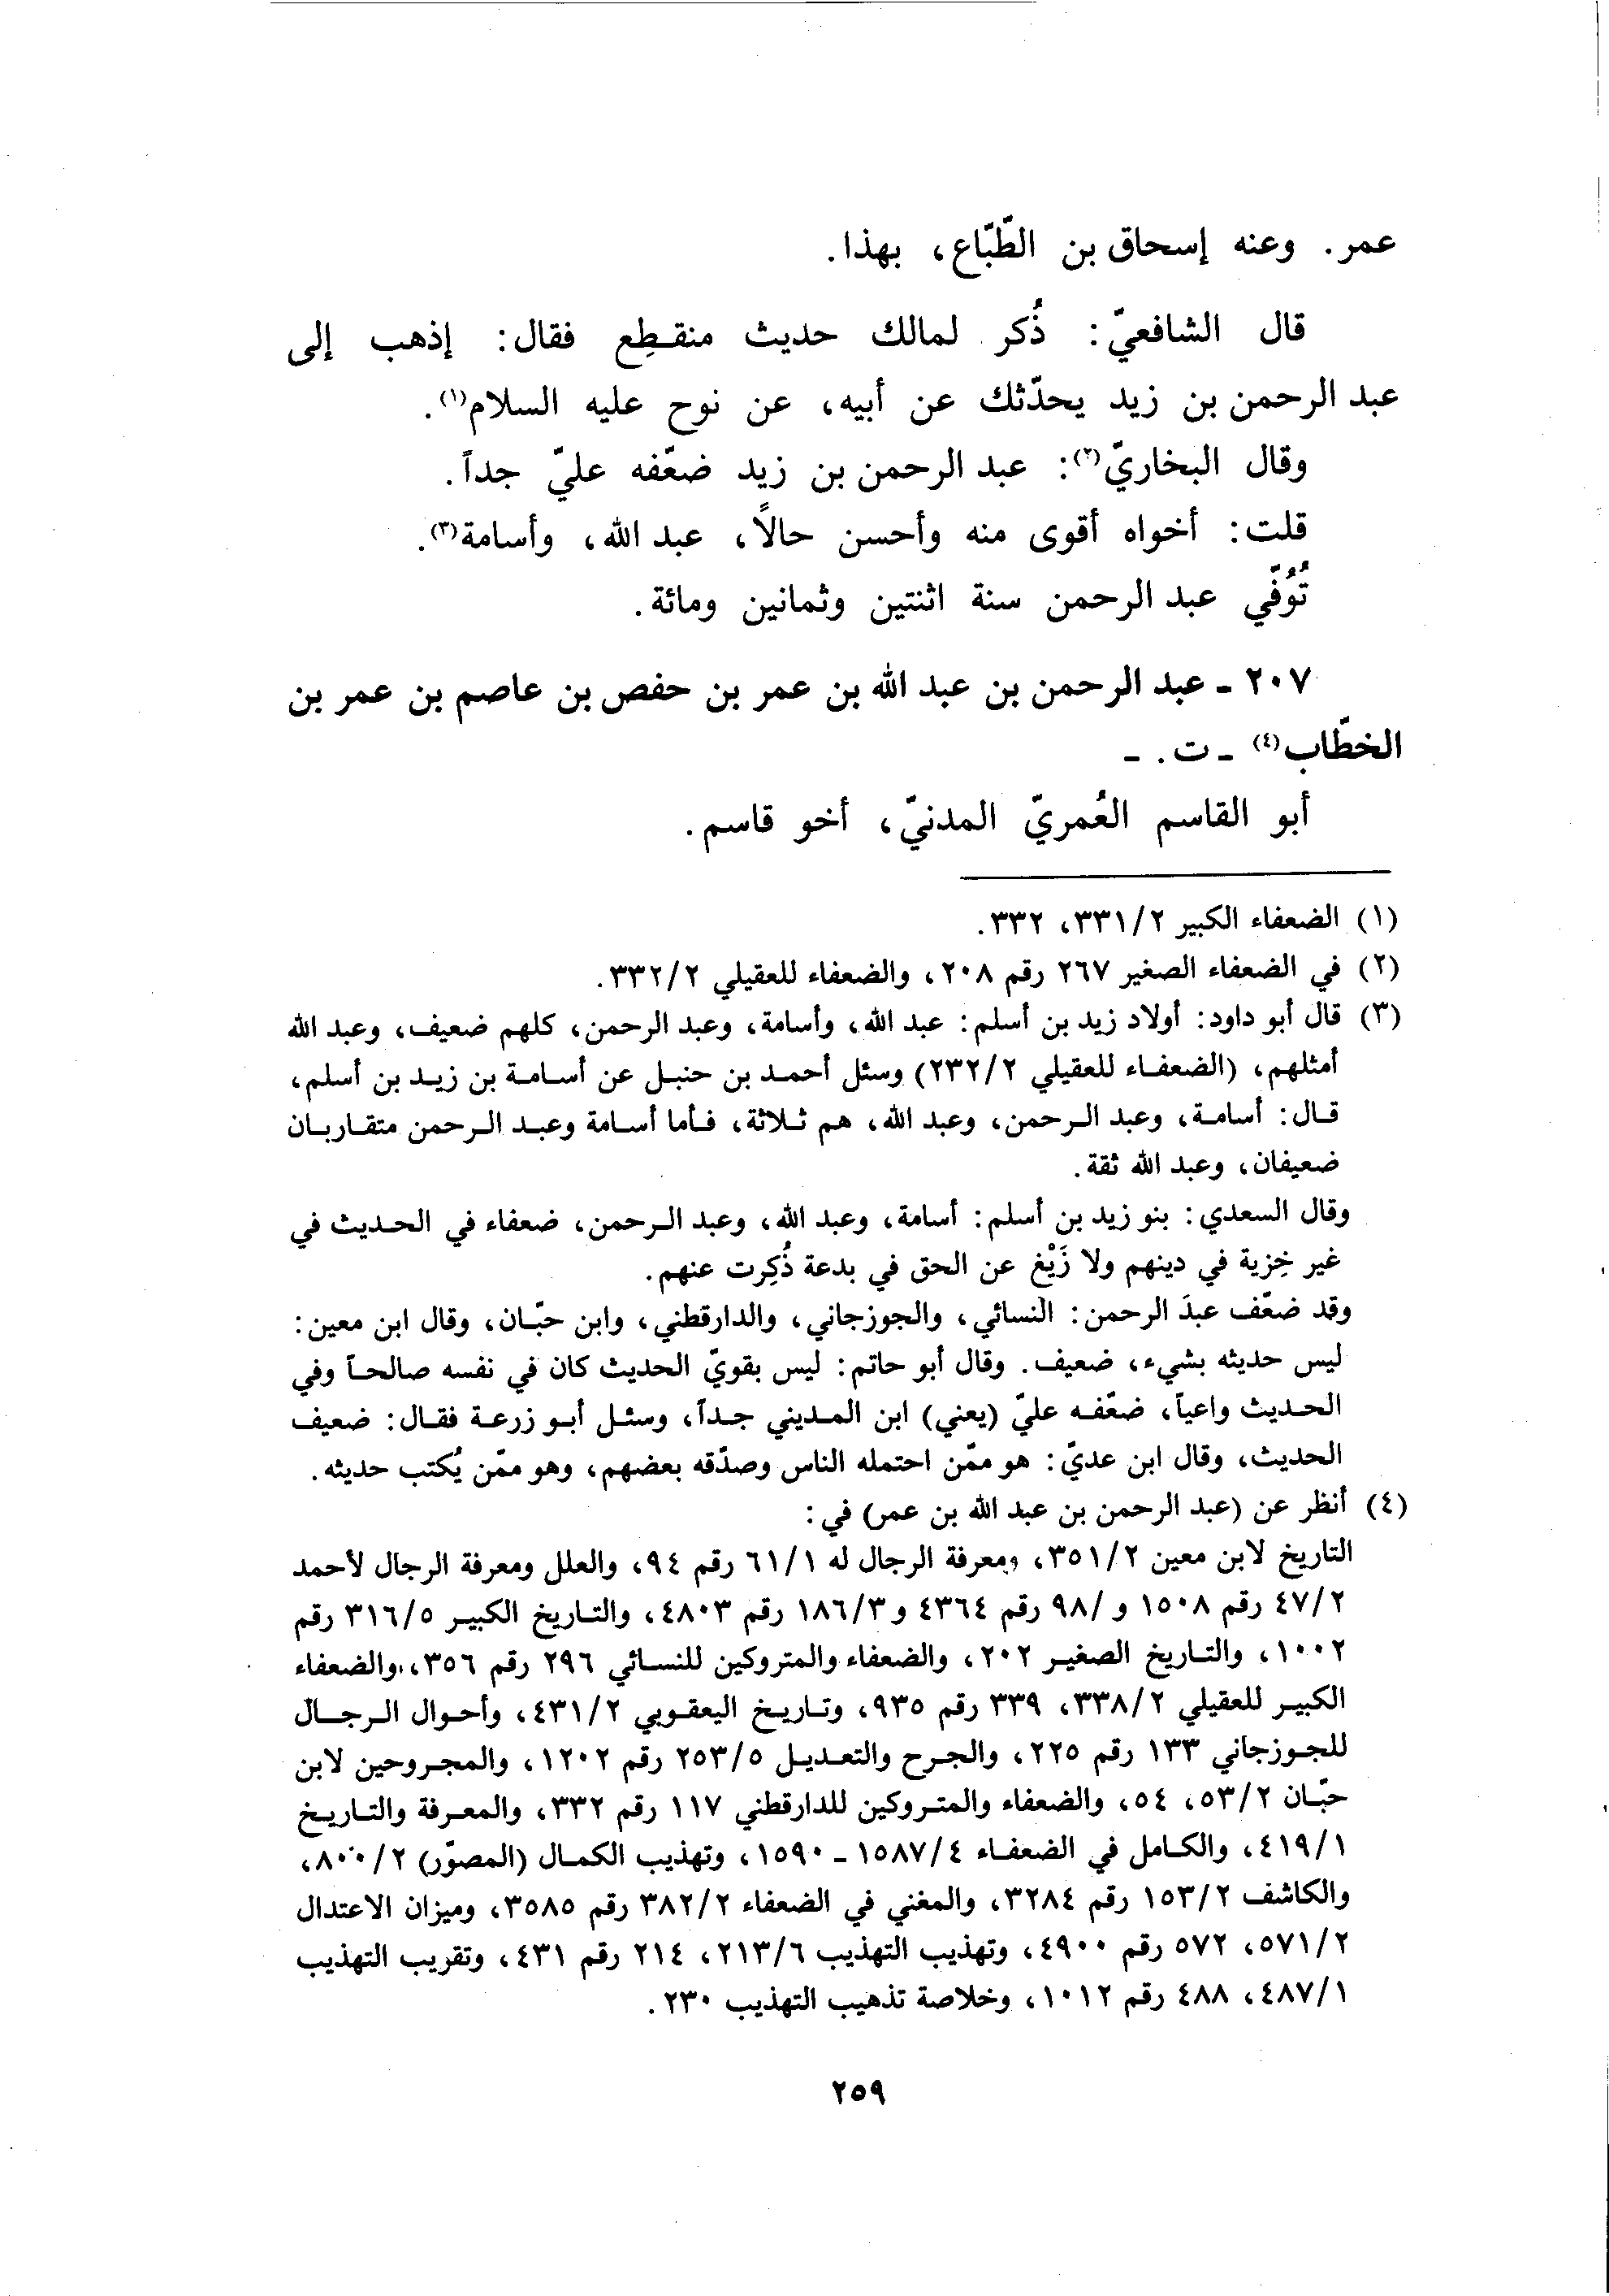 عمر. وعنه إسحاق بن الطّبّاع، بهذا.
قال الشافعيّ: ذُكر لمالك حديث منقطِع فقال: إذهب إلى
عبد الرحمن بن زيد يحدّثك عن أبيه، عن نوح عليه السلام(١).
وقال البخاريّ(٢): عبد الرحمن بن زيد ضعّفه عليّ جداً.
قلت: أخواه أقوى منه وأحسن حالاً، عبد الله، وأسامة(٣).
تُوُفّي عبد الرحمن سنة اثنتين وثمانين ومائة.
٢٠٧ ـ عبد الرحمن بن عبد الله بن عمر بن حفص بن عاصم بن عمر بن
الخطّاب(٤) ـ ت. ـ
أبو القاسم العُمريّ المدنيّ، أخو قاسم.
(١) الضعفاء الكبير ٣٣١/٢، ٣٣٢.
(٢) في الضعفاء الصغير ٢٦٧ رقم ٢٠٨، والضعفاء للعقيلي ٣٣٢/٢.
(٣) قال أبو داود: أولاد زيد بن أسلم: عبد الله، وأسامة، وعبد الرحمن، كلهم ضعيف، وعبد الله
أمثلهم، (الضعفاء للعقيلي ٢٣٢/٢) وسئل أحمد بن حنبل عن أسامة بن زيد بن أسلم،
قال: أسامة، وعبد الرحمن، وعبد الله، هم ثلاثة، فأما أسامة وعبد الرحمن متقاربان
ضعيفان، وعبد الله ثقة.
وقال السعدي: بنو زيد بن أسلم: أسامة، وعبد الله، وعبد الرحمن، ضعفاء في الحديث في
غير خِزية في دينهم ولا زَيْغ عن الحق في بدعة ذُكِرت عنهم.
وقد ضعّف عبدَ الرحمن: النسائي، والجوزجاني، والدارقطني، وابن حبّان، وقال ابن معين:
ليس حديثه بشيء، ضعيف. وقال أبو حاتم: ليس بقويّ الحديث كان في نفسه صالحاً وفي
الحديث واعياً، ضعّفه عليّ (يعني) ابن المديني جداً، وسئل أبو زرعة فقال: ضعيف
الحديث، وقال ابن عديّ: هو ممّن احتمله الناس وصدّقه بعضهم، وهو ممّن يُكتب حديثه.
(٤) أنظر عن (عبد الرحمن بن عبد الله بن عمر) في:
التاريخ لابن معين ٣٥١/٢، ومعرفة الرجال له ٦١/١ رقم ٩٤، والعلل ومعرفة الرجال لأحمد
٤٧/٢ رقم ١٥٠٨ و /٩٨ رقم ٤٣٦٤ و ١٨٦/٣ رقم ٤٨٠٣، والتاريخ الكبير ٣١٦/٥ رقم
١٠٠٢، والتاريخ الصغير ٢٠٢، والضعفاء والمتروكين للنسائي ٢٩٦ رقم ٣٥٦، والضعفاء
الكبير للعقيلي ٣٣٨/٢، ٣٣٩ رقم ٩٣٥، وتاريخ اليعقوبي ٤٣١/٢، وأحوال الرجال
للجوزجاني ١٣٣ رقم ٢٢٥، والجرح والتعديل ٢٥٣/٥ رقم ١٢٠٢، والمجروحين لابن
حبّان ٥٣/٢، ٥٤، والضعفاء والمتروكين للدارقطني ١١٧ رقم ٣٣٢، والمعرفة والتاريخ
٤١٩/١، والكامل في الضعفاء ١٥٨٧/٤ ـ ١٥٩٠، وتهذيب الكمال (المصوّر) ٨٠٠/٢،
والكاشف ١٥٣/٢ رقم ٣٢٨٤، والمغني في الضعفاء ٣٨٢/٢ رقم ٣٥٨٥، وميزان الاعتدال
٥٧١/٢، ٥٧٢ رقم ٤٩٠٠، وتهذيب التهذيب ٢١٣/٦، ٢١٤ رقم ٤٣١، وتقريب التهذيب
٤٨٧/١، ٤٨٨ رقم ١٠١٢، وخلاصة تذهيب التهذيب ٢٣٠.
٢٥٩